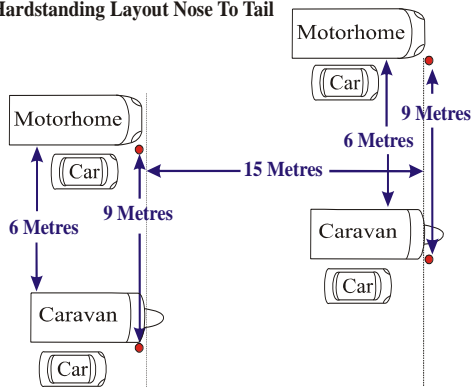 ardstanding Layout Nose To Tail
Motorhome
Car
9 Metres
6 Metres
Motorhome
Car
15 Metres
9 Metres
6 Metres
Caravan
Car
Caravan
Car